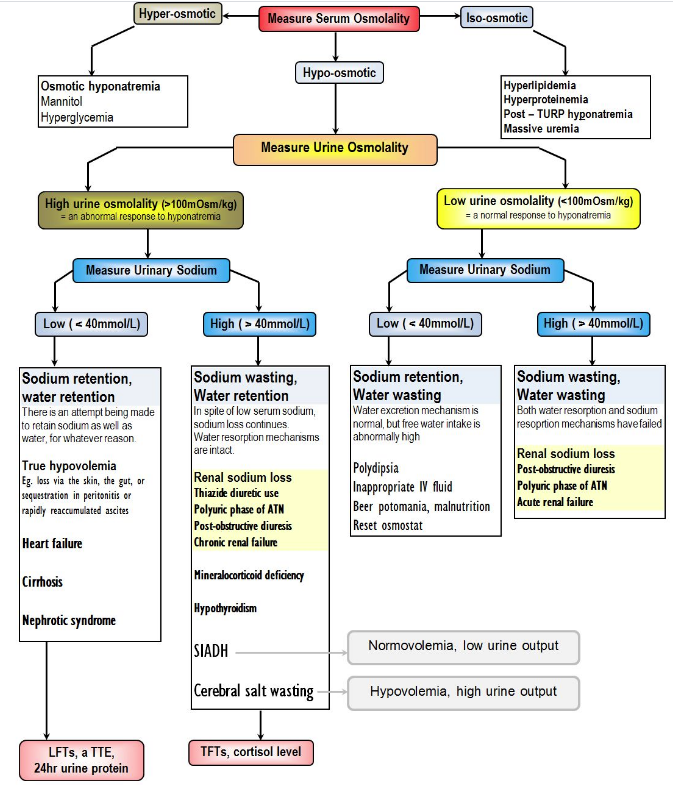 Hyper-osmotic
Measure Serum Osmolality
Iso-osmotic
Hypo-osmotic
Osmotic hyponatremia
Mannitol
Hyperglycemia
Hyperlipidemia
Hyperproteinemia
Post – TURP hyponatremia
Massive uremia
Measure Urine Osmolality
High urine osmolality (>100mOsm/kg)
= an abnormal response to hyponatremia
Low urine osmolality (<100mOsm/kg)
= a normal response to hyponatremia
Measure Urinary Sodium
Measure Urinary Sodium
Low ( < 40mmol/L)
High ( > 40mmol/L)
Low ( < 40mmol/L)
High ( > 40mmol/L)
Sodium retention,
water retention
There is an attempt being made
to retain sodium as well as
water, for whatever reason.
True hypovolemia
Eg. loss via the skin, the gut, or
sequestration in peritonitis or
rapidly reaccumulated ascites
Heart failure
Cirrhosis
Nephrotic syndrome
Sodium wasting,
Water retention
In spite of low serum sodium,
sodium loss continues.
Water resorption mechanisms
are intact.
Renal sodium loss
Thiazide diuretic use
Polyuric phase of ATN
Post-obstructive diuresis
Chronic renal failure
Mineralocorticoid deficiency
Hypothyroidism
SIADH
Cerebral salt wasting
Sodium retention,
Water wasting
Water excretion mechanism is
normal, but free water intake is
abnormally high
Polydipsia
Inappropriate IV fluid
Beer potomania, malnutrition
Reset osmostat
Sodium wasting,
Water wasting
Both water resorption and sodium
resoprtion mechanisms have failed
Renal sodium loss
Post-obstructive diuresis
Polyuric phase of ATN
Acute renal failure
Normovolemia, low urine output
Hypovolemia, high urine output
LFTs, a TTE,
24hr urine protein
TFTs, cortisol level